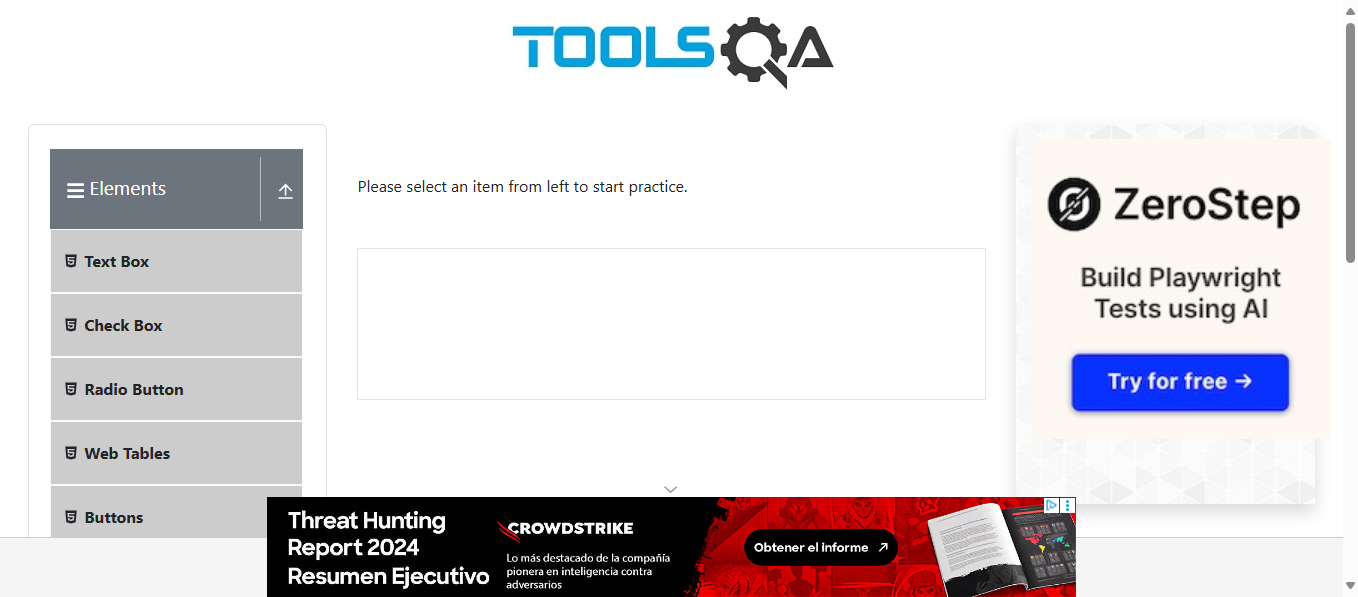 TOOLSQA
Elements
Please select an item from left to start practice.
Text Box
Check Box
Radio Button
Web Tables
Buttons
ZeroStep
Build Playwright
Tests using AI
Try for free →
Threat Hunting
Report 2024
Resumen Ejecutivo
CROWDSTRIKE
Lo más destacado de la compañía
pionera en inteligencia contra
adversarios
Obtener el informe ↗